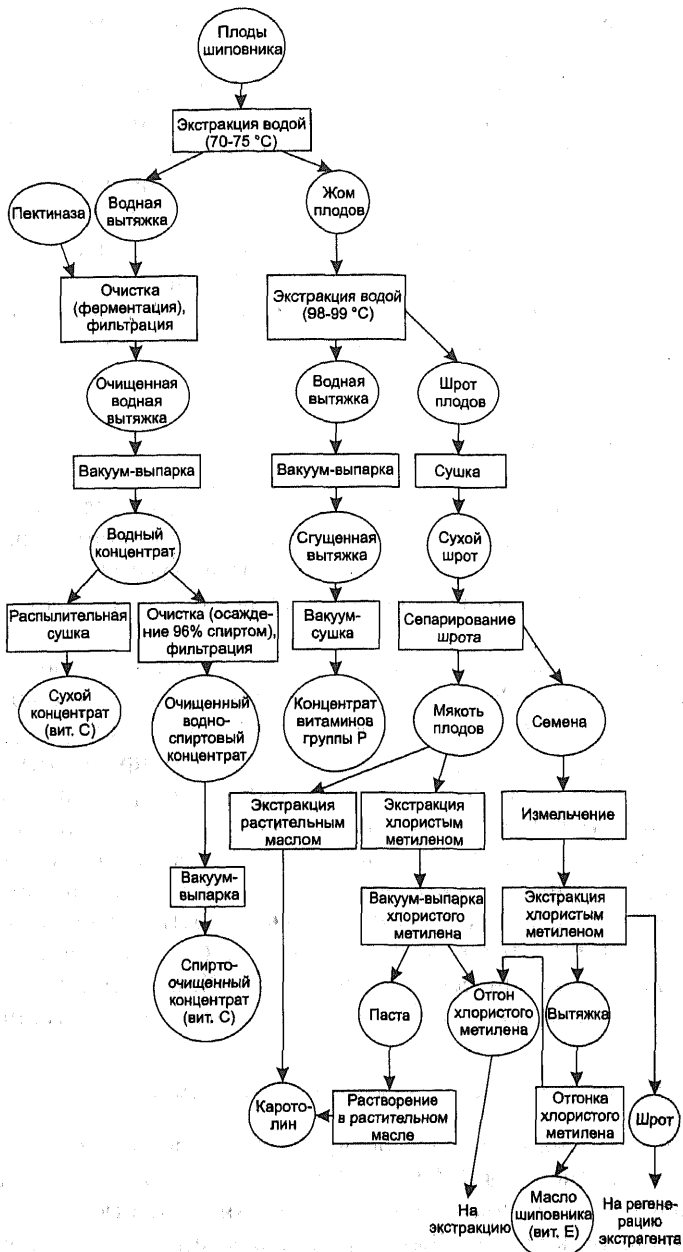 Плоды
шиповника
Экстракция водой
(70-75 °C)
Пектиназа
Водная
вытяжка
Жом
плодов
Очистка
(ферментация),
фильтрация
Экстракция водой
(98-99 °C)
Очищенная
водная
вытяжка
Водная
вытяжка
Шрот
плодов
Вакуум-выпарка
Вакуум-выпарка
Сушка
Водный
концентрат
Сгущенная
вытяжка
Сухой
шрот
Распылительная
сушка
Очистка (осажде-
ние 96% спиртом),
фильтрация
Вакуум-
сушка
Сепарирование
шрота
Сухой
концентрат
(вит. С)
Очищенный
водно-
спиртовый
концентрат
Концентрат
витаминов
группы Р
Мякоть
плодов
Семена
Экстракция
растительным
маслом
Экстракция
хлористым
метиленом
Измельчение
Вакуум-
выпарка
Вакуум-выпарка
хлористого
метилена
Экстракция
хлористым
метиленом
Спирто-
очищенный
концентрат
(вит. С)
Паста
Отгон
хлористого
метилена
Вытяжка
Карото-
лин
Растворение
в растительном
масле
Отгонка
хлористого
метилена
Шрот
На
экстракцию
Масло
шиповника
(вит. Е)
На регене-
рацию
экстрагента